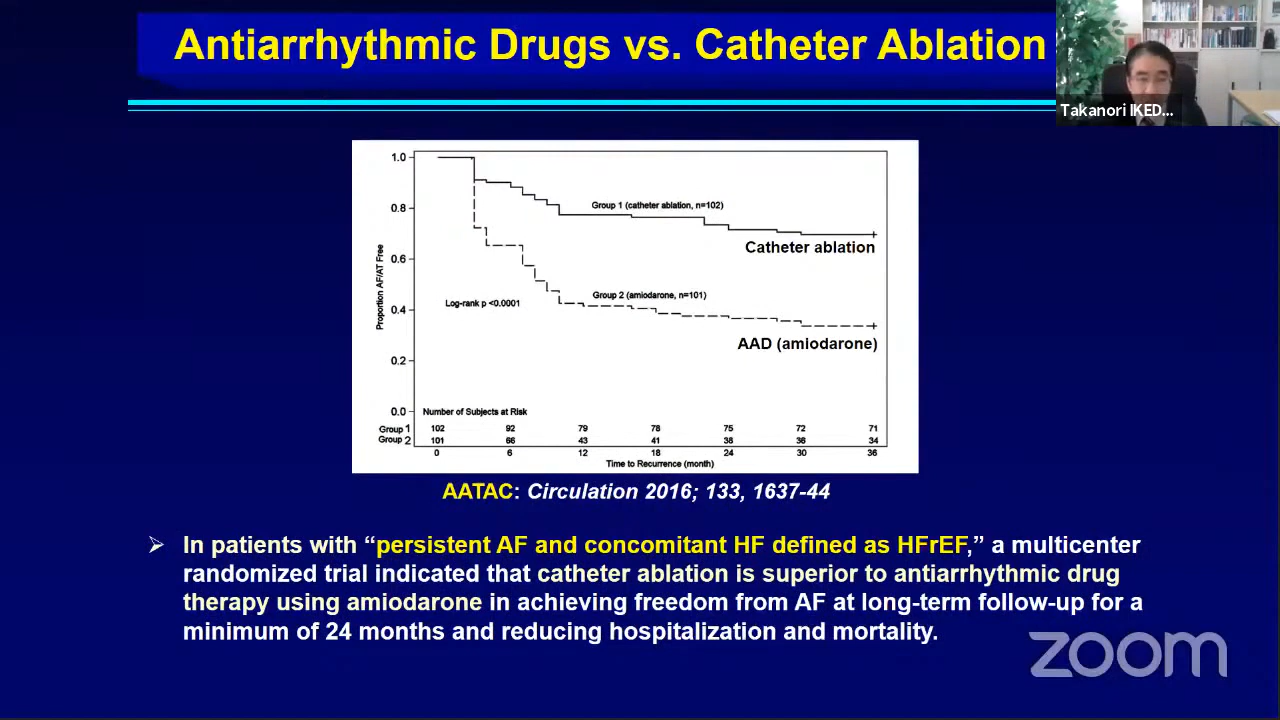 Antiarrhythmic Drugs vs. Catheter Ablation
Takanori IKED...
1.0
0.8
0.6
0.4
0.2
0.0
Proportion AF/AT Free
Group 1 (catheter ablation, n=102)
Catheter ablation
Group 2 (amiodarone, n=101)
Log-rank p <0.0001
AAD (amiodarone)
Number of Subjects at Risk
Group 1 102 92 79 78 75 72 71
Group 2 101 66 43 41 38 36 34
0 6 12 18 24 30 36
Time to Recurrence (month)
AATAC: Circulation 2016; 133, 1637-44
➢ In patients with “persistent AF and concomitant HF defined as HFrEF,” a multicenter
randomized trial indicated that catheter ablation is superior to antiarrhythmic drug
therapy using amiodarone in achieving freedom from AF at long-term follow-up for a
minimum of 24 months and reducing hospitalization and mortality.
zoom